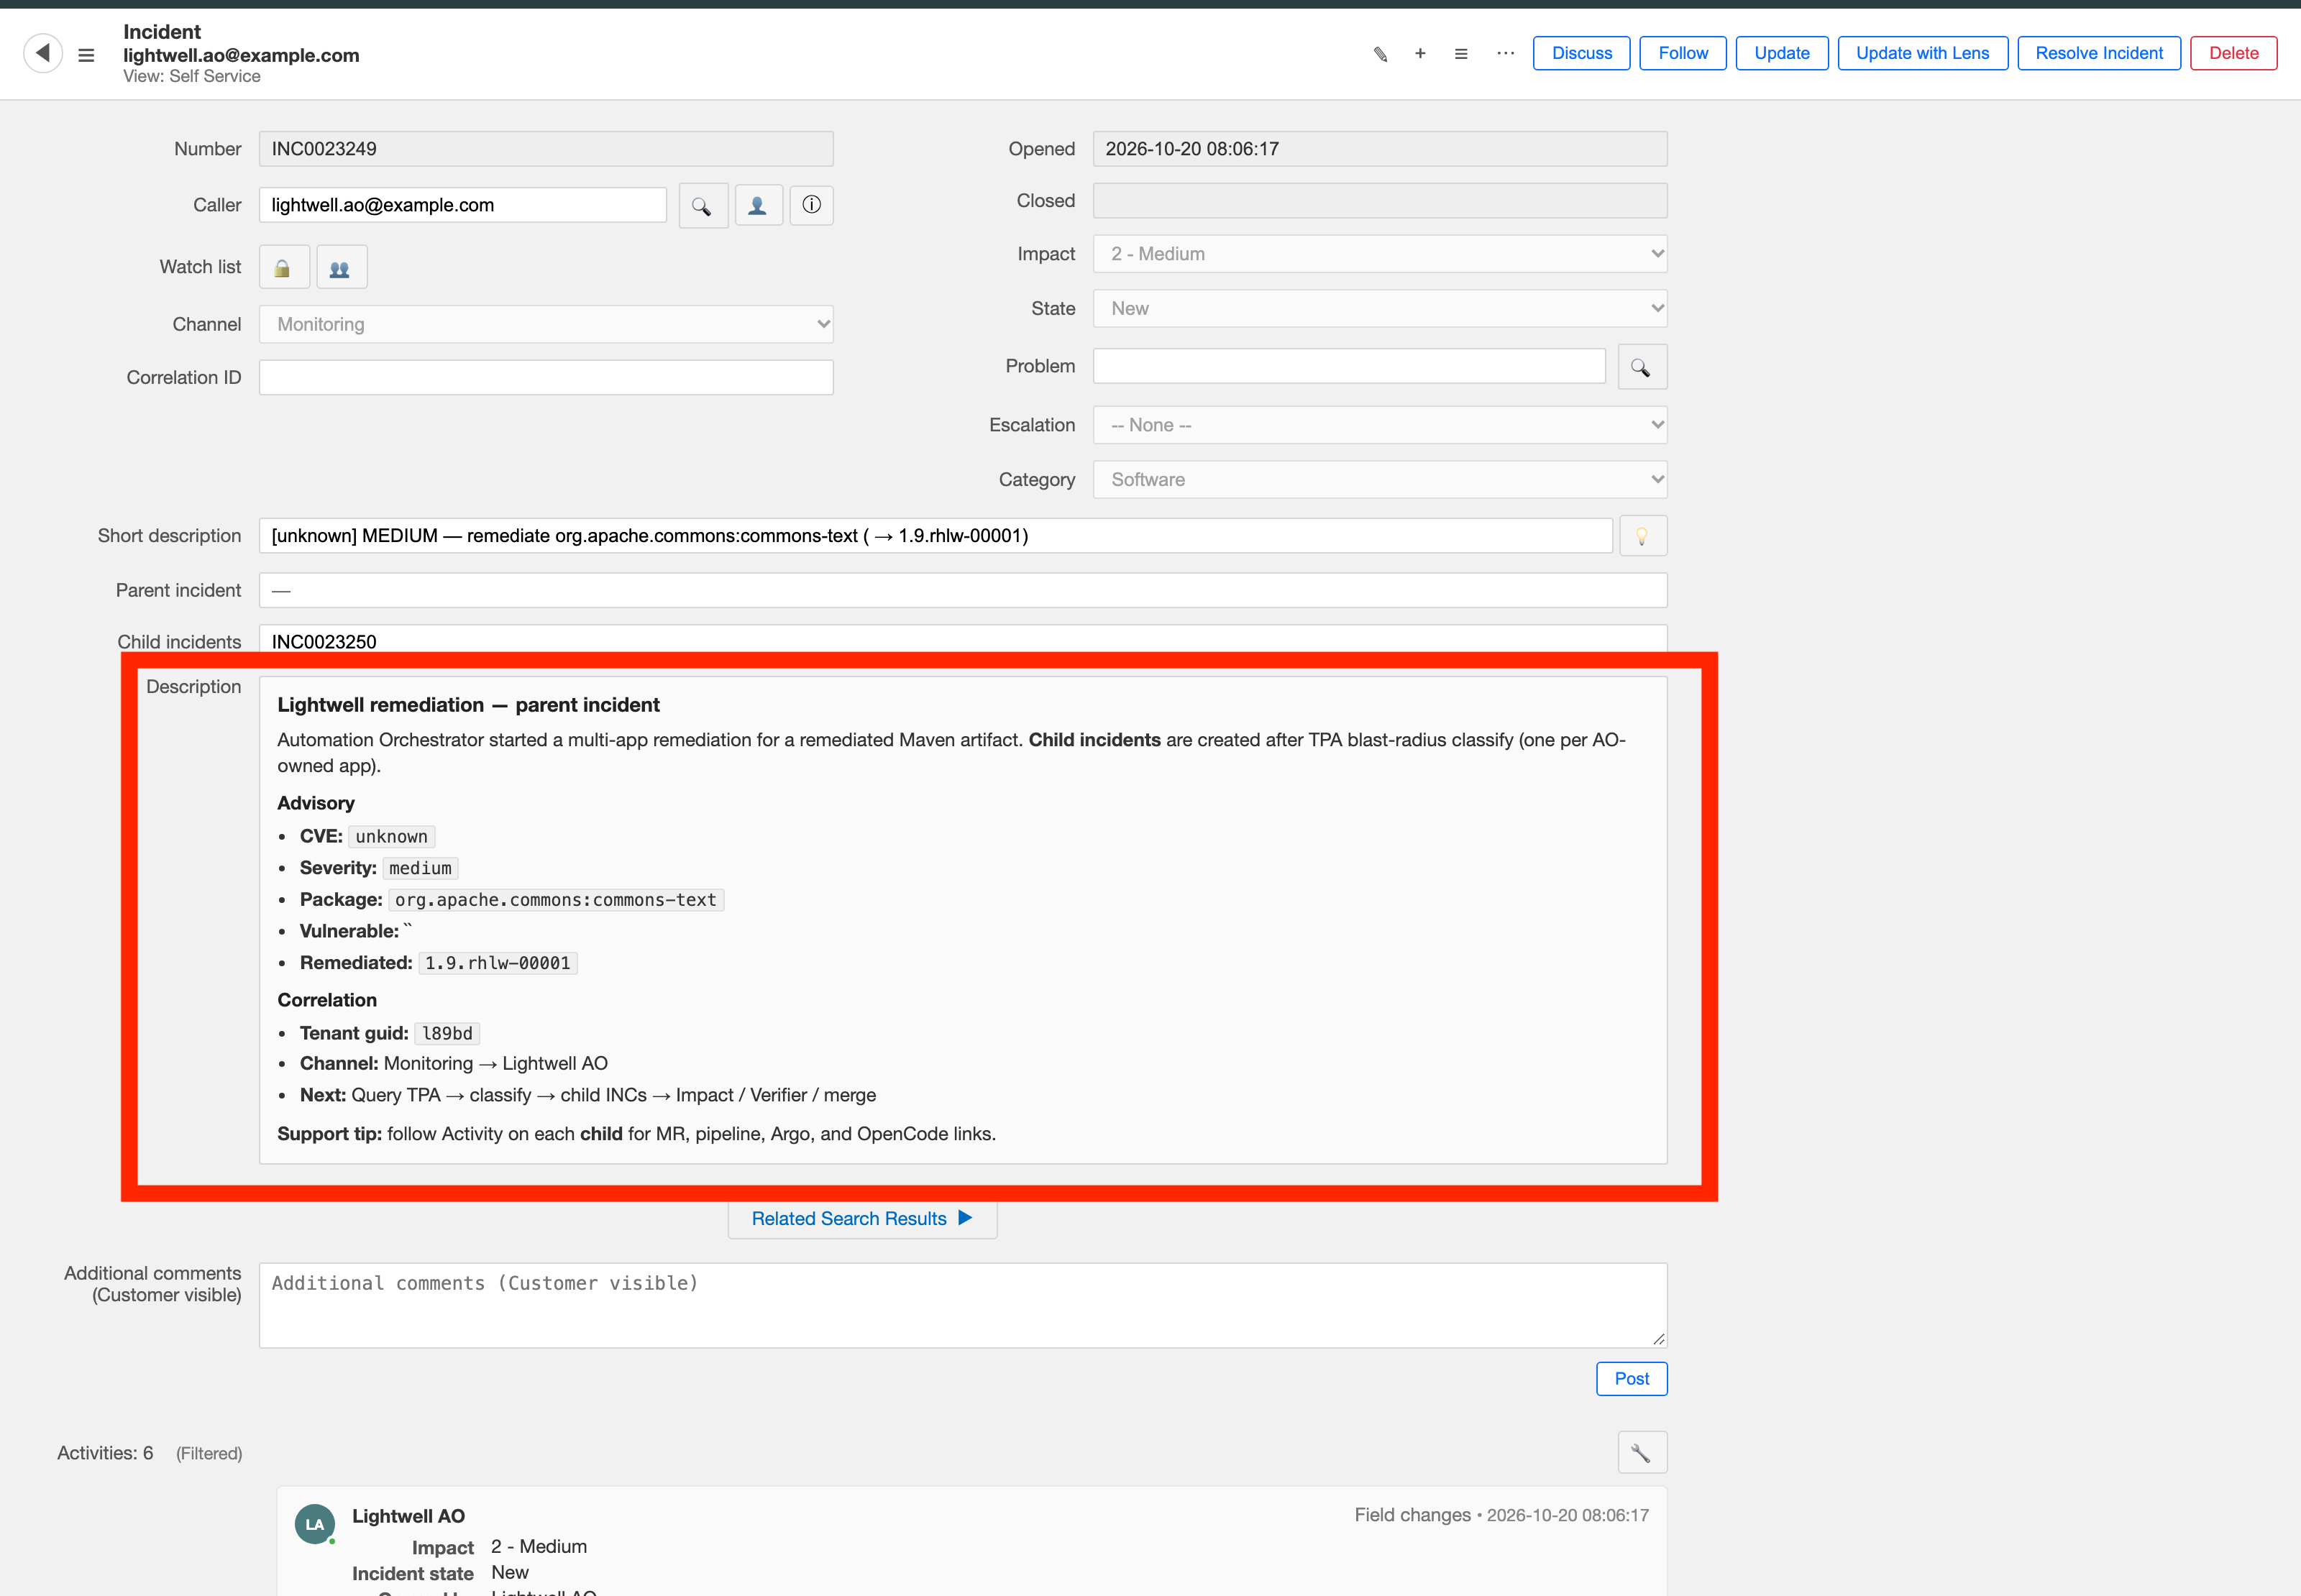 Incident
lightwell.ao@example.com
View: Self Service
Discuss
Follow
Update
Update with Lens
Resolve Incident
Delete
Number
INC0023249
Opened
2026-10-20 08:06:17
Caller
lightwell.ao@example.com
Closed
Watch list
Impact
2 - Medium
Channel
Monitoring
State
New
Correlation ID
Problem
Escalation
-- None --
Category
Software
Short description
[unknown] MEDIUM — remediate org.apache.commons:commons-text ( → 1.9.rhlw-00001)
Parent incident
—
Child incidents
INC0023250
Description
Lightwell remediation — parent incident
Automation Orchestrator started a multi-app remediation for a remediated Maven artifact. Child incidents are created after TPA blast-radius classify (one per AO-
owned app).
Advisory
• CVE: unknown
• Severity: medium
• Package: org.apache.commons:commons-text
• Vulnerable: ``
• Remediated: 1.9.rhlw-00001
Correlation
• Tenant guid: l89bd
• Channel: Monitoring → Lightwell AO
• Next: Query TPA → classify → child INCs → Impact / Verifier / merge
Support tip: follow Activity on each child for MR, pipeline, Argo, and OpenCode links.
Related Search Results ▶
Additional comments
(Customer visible)
Additional comments (Customer visible)
Post
Activities: 6 (Filtered)
LA
Lightwell AO
Field changes • 2026-10-20 08:06:17
Impact 2 - Medium
Incident state New
Lightwell AO